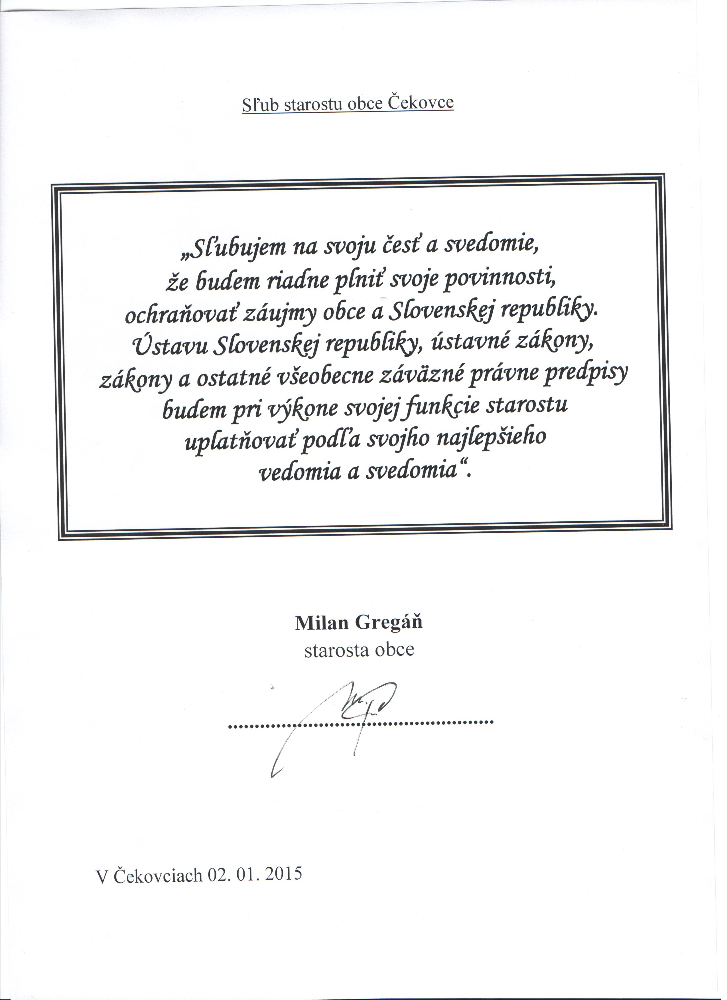 Sľub starostu obce Čekovce
„Sľubujem na svoju česť a svedomie,
že budem riadne plniť svoje povinnosti,
ochraňovať záujmy obce a Slovenskej republiky.
Ústavu Slovenskej republiky, ústavné zákony,
zákony a ostatné všeobecne záväzné právne predpisy
budem pri výkone svojej funkcie starostu
uplatňovať podľa svojho najlepšieho
vedomia a svedomia“.
Milan Gregáň
starosta obce
V Čekovciach 02. 01. 2015